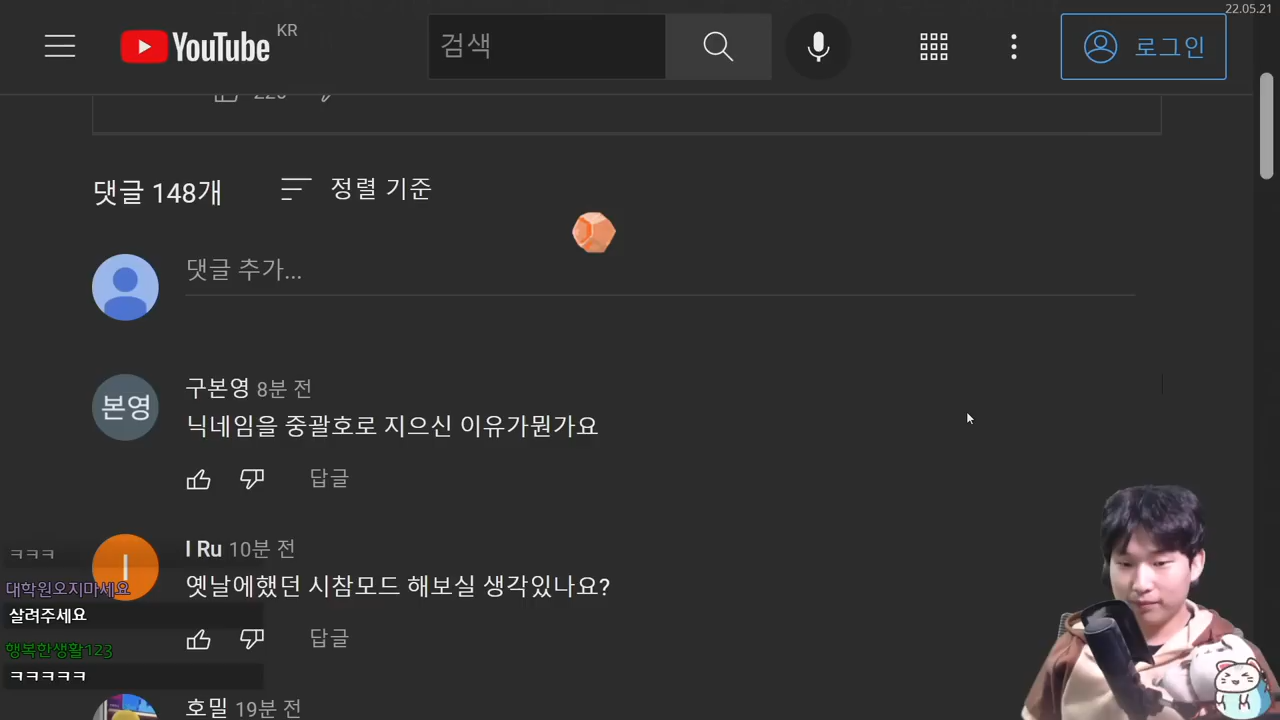 22.05.21
YouTube KR
검색
로그인
댓글 148개
정렬 기준
댓글 추가...
본영
구본영 8분 전
닉네임을 중괄호로 지으신 이유가뭔가요
답글
I
I Ru 10분 전
옛날에했던 시참모드 해보실 생각있나요?
답글
호밀 19분 전
ㅋㅋㅋ
대학원오지마세요
살려주세요
행복한생활123
ㅋㅋㅋㅋㅋ